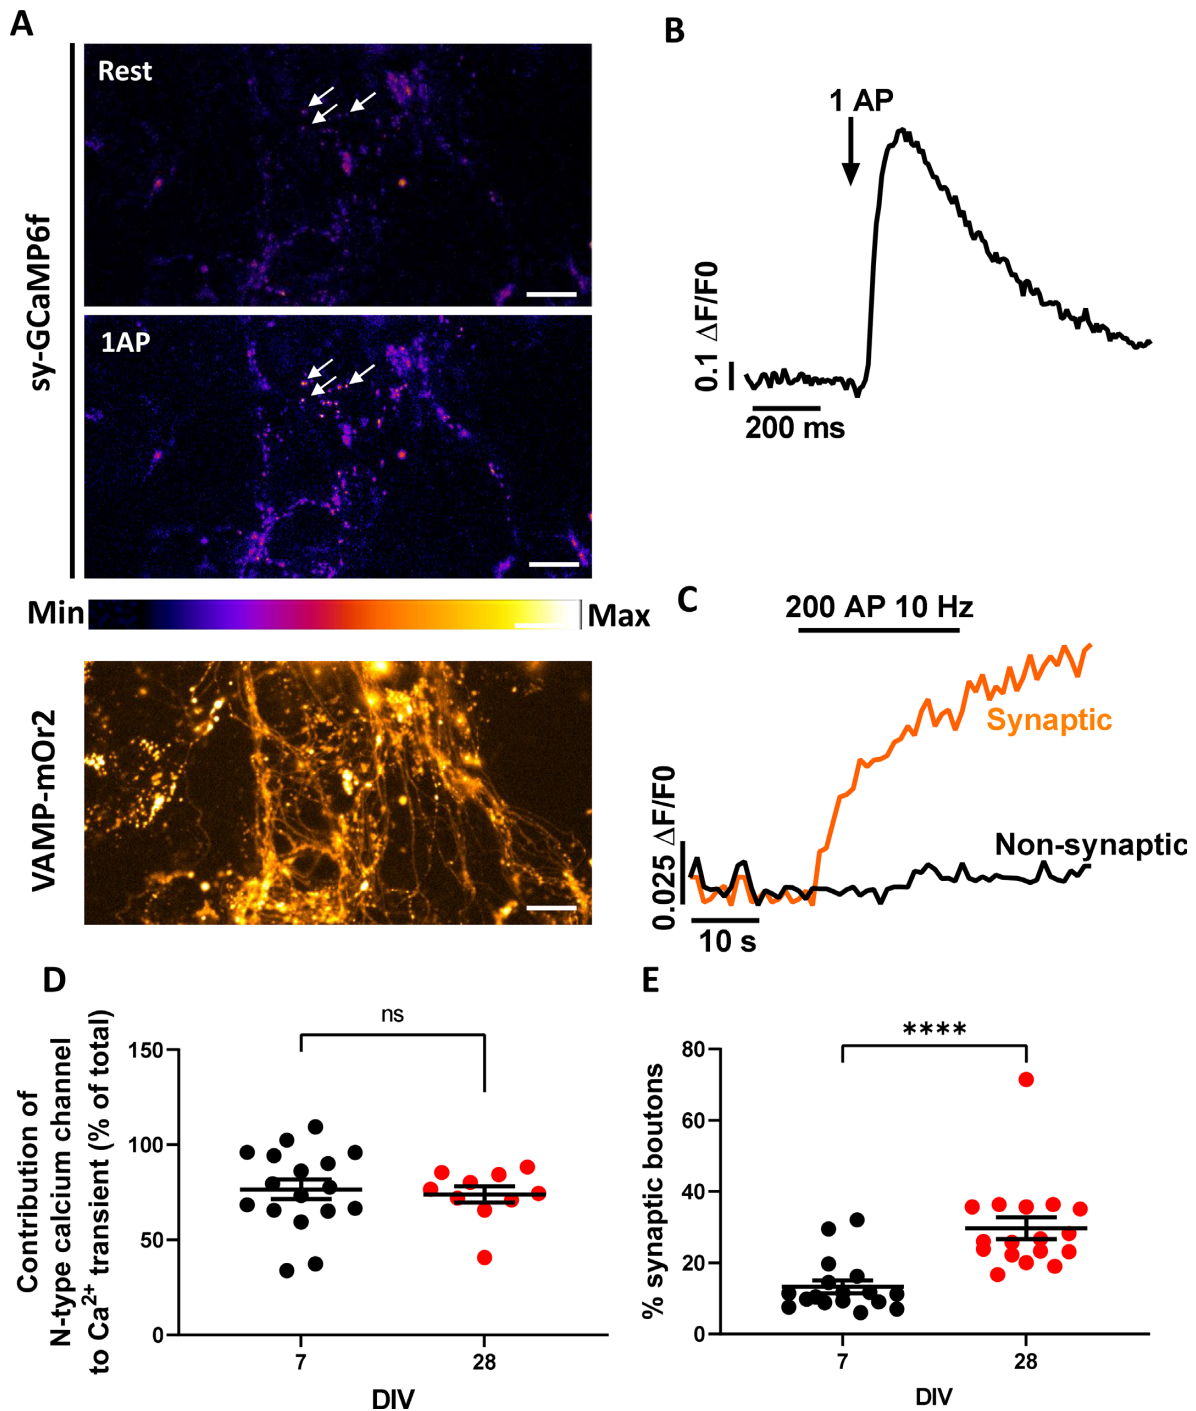 A
Rest
sy-GCaMP6f
1AP
Min
Max
VAMP-mOr2
B
1 AP
0.1 ΔF/F0
200 ms
C
200 AP 10 Hz
Synaptic
Non-synaptic
0.025 ΔF/F0
10 s
D
ns
Contribution of
N-type calcium channel
to Ca²⁺ transient (% of total)
150
100
50
0
7
28
DIV
E
****
% synaptic boutons
80
60
40
20
0
7
28
DIV